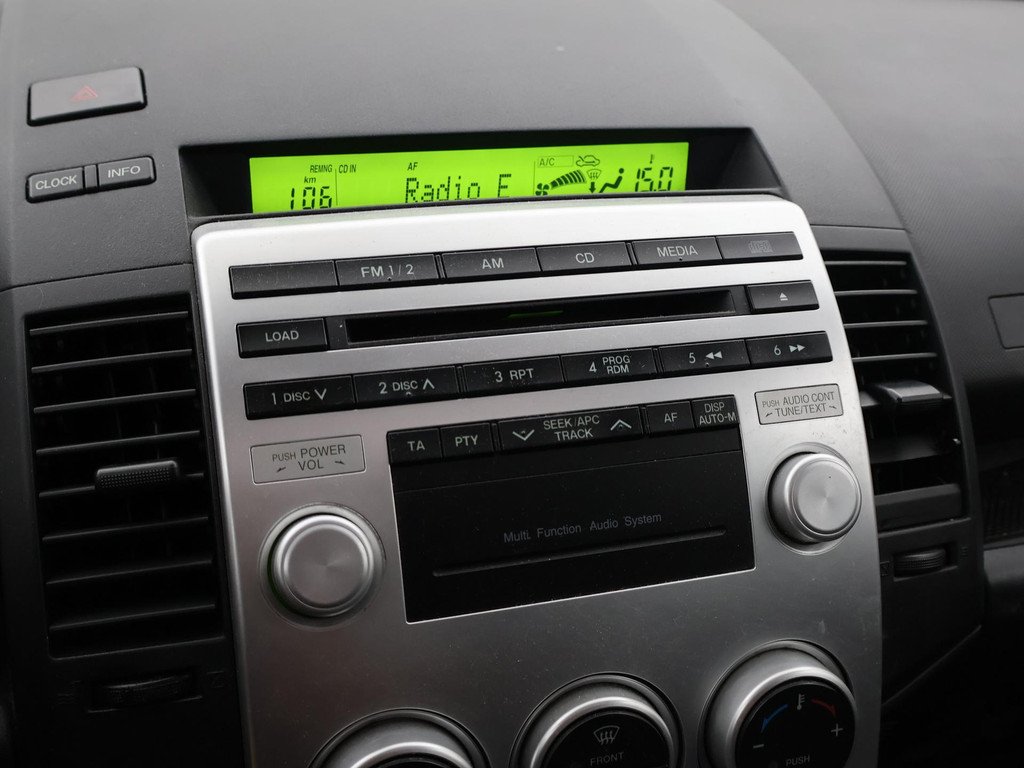 REMNG CD IN AF A/C
km
106 Radio E 15.0
CLOCK INFO
FM 1/2 AM CD MEDIA
LOAD
1 DISC 2 DISC 3 RPT 4 PROG RDM 5 6
TA PTY SEEK/APC TRACK AF DISP AUTO-M
PUSH POWER
VOL
PUSH AUDIO CONT
TUNE/TEXT
Multi Function Audio System
FRONT
PUSH